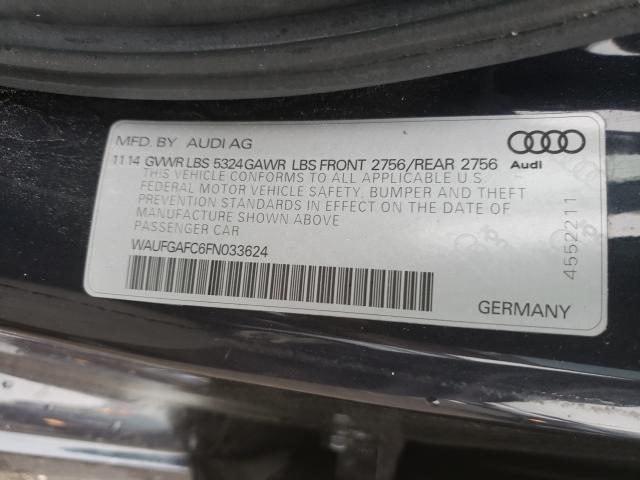 MFD. BY AUDI AG
11 14 GVWR LBS 5324 GAWR LBS FRONT 2756/REAR 2756
THIS VEHICLE CONFORMS TO ALL APPLICABLE U.S.
FEDERAL MOTOR VEHICLE SAFETY, BUMPER AND THEFT
PREVENTION STANDARDS IN EFFECT ON THE DATE OF
MANUFACTURE SHOWN ABOVE
PASSENGER CAR
WAUFGAFC6FN033624
Audi
4552211
GERMANY